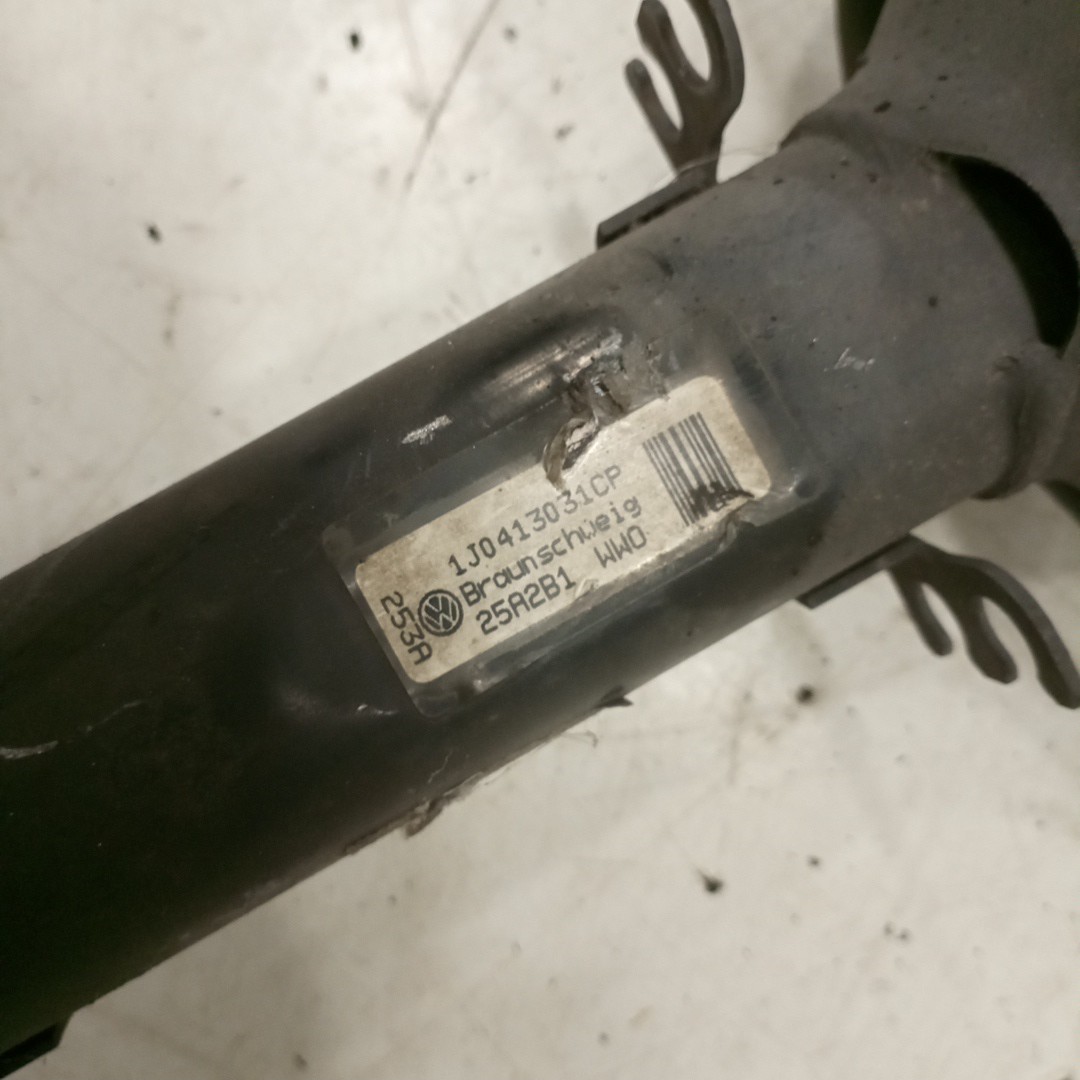 1J0413031CP
Braunschweig
25A2B1 WWO
253A